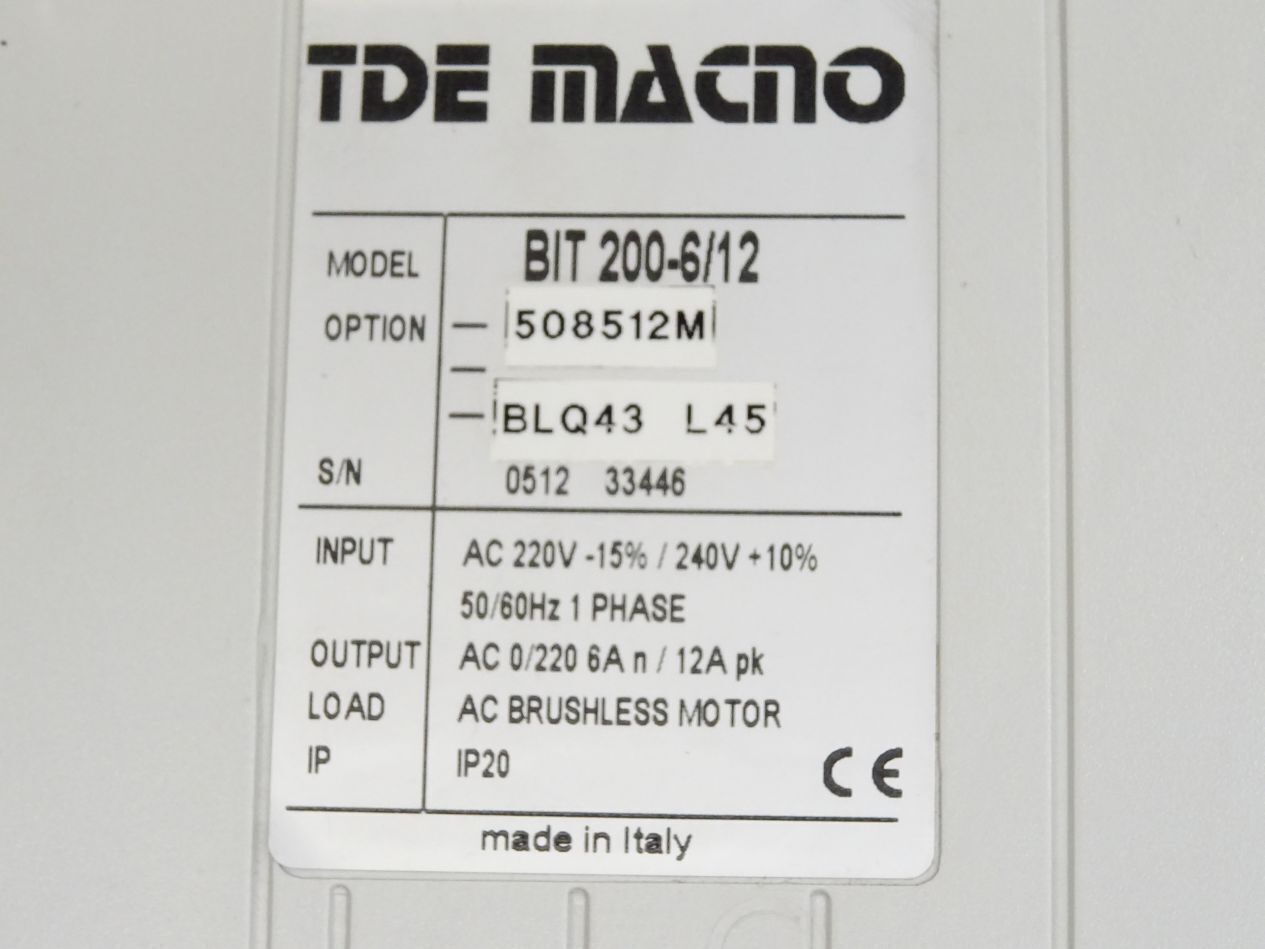 TDE MACNO
MODEL BIT 200-6/12
OPTION – 508512M
–
– BLQ43 L45
S/N 0512 33446
INPUT AC 220V -15% / 240V +10%
50/60Hz 1 PHASE
OUTPUT AC 0/220 6A n / 12A pk
LOAD AC BRUSHLESS MOTOR
IP IP20
CE
made in Italy